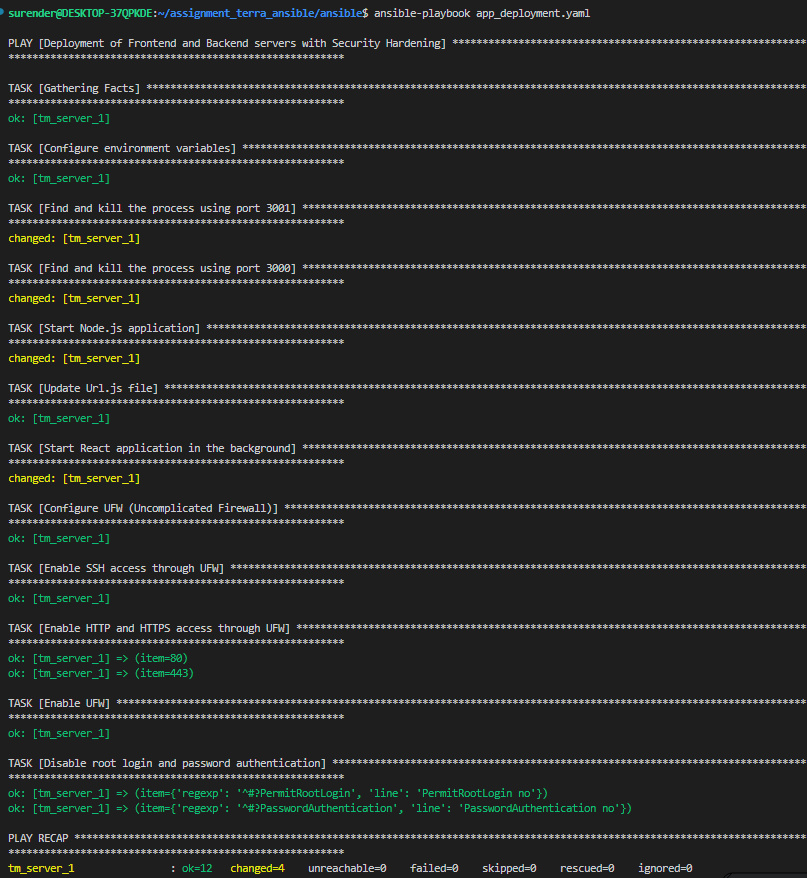 surender@DESKTOP-37QPKDE:~/assignment_terra_ansible/ansible$ ansible-playbook app_deployment.yaml
PLAY [Deployment of Frontend and Backend servers with Security Hardening] ***********************************************************
********************************************************
TASK [Gathering Facts] **************************************************************************************************************
********************************************************
ok: [tm_server_1]
TASK [Configure environment variables] **********************************************************************************************
********************************************************
ok: [tm_server_1]
TASK [Find and kill the process using port 3001] ************************************************************************************
********************************************************
changed: [tm_server_1]
TASK [Find and kill the process using port 3000] ************************************************************************************
********************************************************
changed: [tm_server_1]
TASK [Start Node.js application] ****************************************************************************************************
********************************************************
changed: [tm_server_1]
TASK [Update Url.js file] ***********************************************************************************************************
********************************************************
ok: [tm_server_1]
TASK [Start React application in the background] ************************************************************************************
********************************************************
changed: [tm_server_1]
TASK [Configure UFW (Uncomplicated Firewall)] ***************************************************************************************
********************************************************
ok: [tm_server_1]
TASK [Enable SSH access through UFW] ************************************************************************************************
********************************************************
ok: [tm_server_1]
TASK [Enable HTTP and HTTPS access through UFW] *************************************************************************************
********************************************************
ok: [tm_server_1] => (item=80)
ok: [tm_server_1] => (item=443)
TASK [Enable UFW] *******************************************************************************************************************
********************************************************
ok: [tm_server_1]
TASK [Disable root login and password authentication] *******************************************************************************
********************************************************
ok: [tm_server_1] => (item={'regexp': '^#?PermitRootLogin', 'line': 'PermitRootLogin no'})
ok: [tm_server_1] => (item={'regexp': '^#?PasswordAuthentication', 'line': 'PasswordAuthentication no'})
PLAY RECAP **************************************************************************************************************************
********************************************************
tm_server_1 : ok=12 changed=4 unreachable=0 failed=0 skipped=0 rescued=0 ignored=0